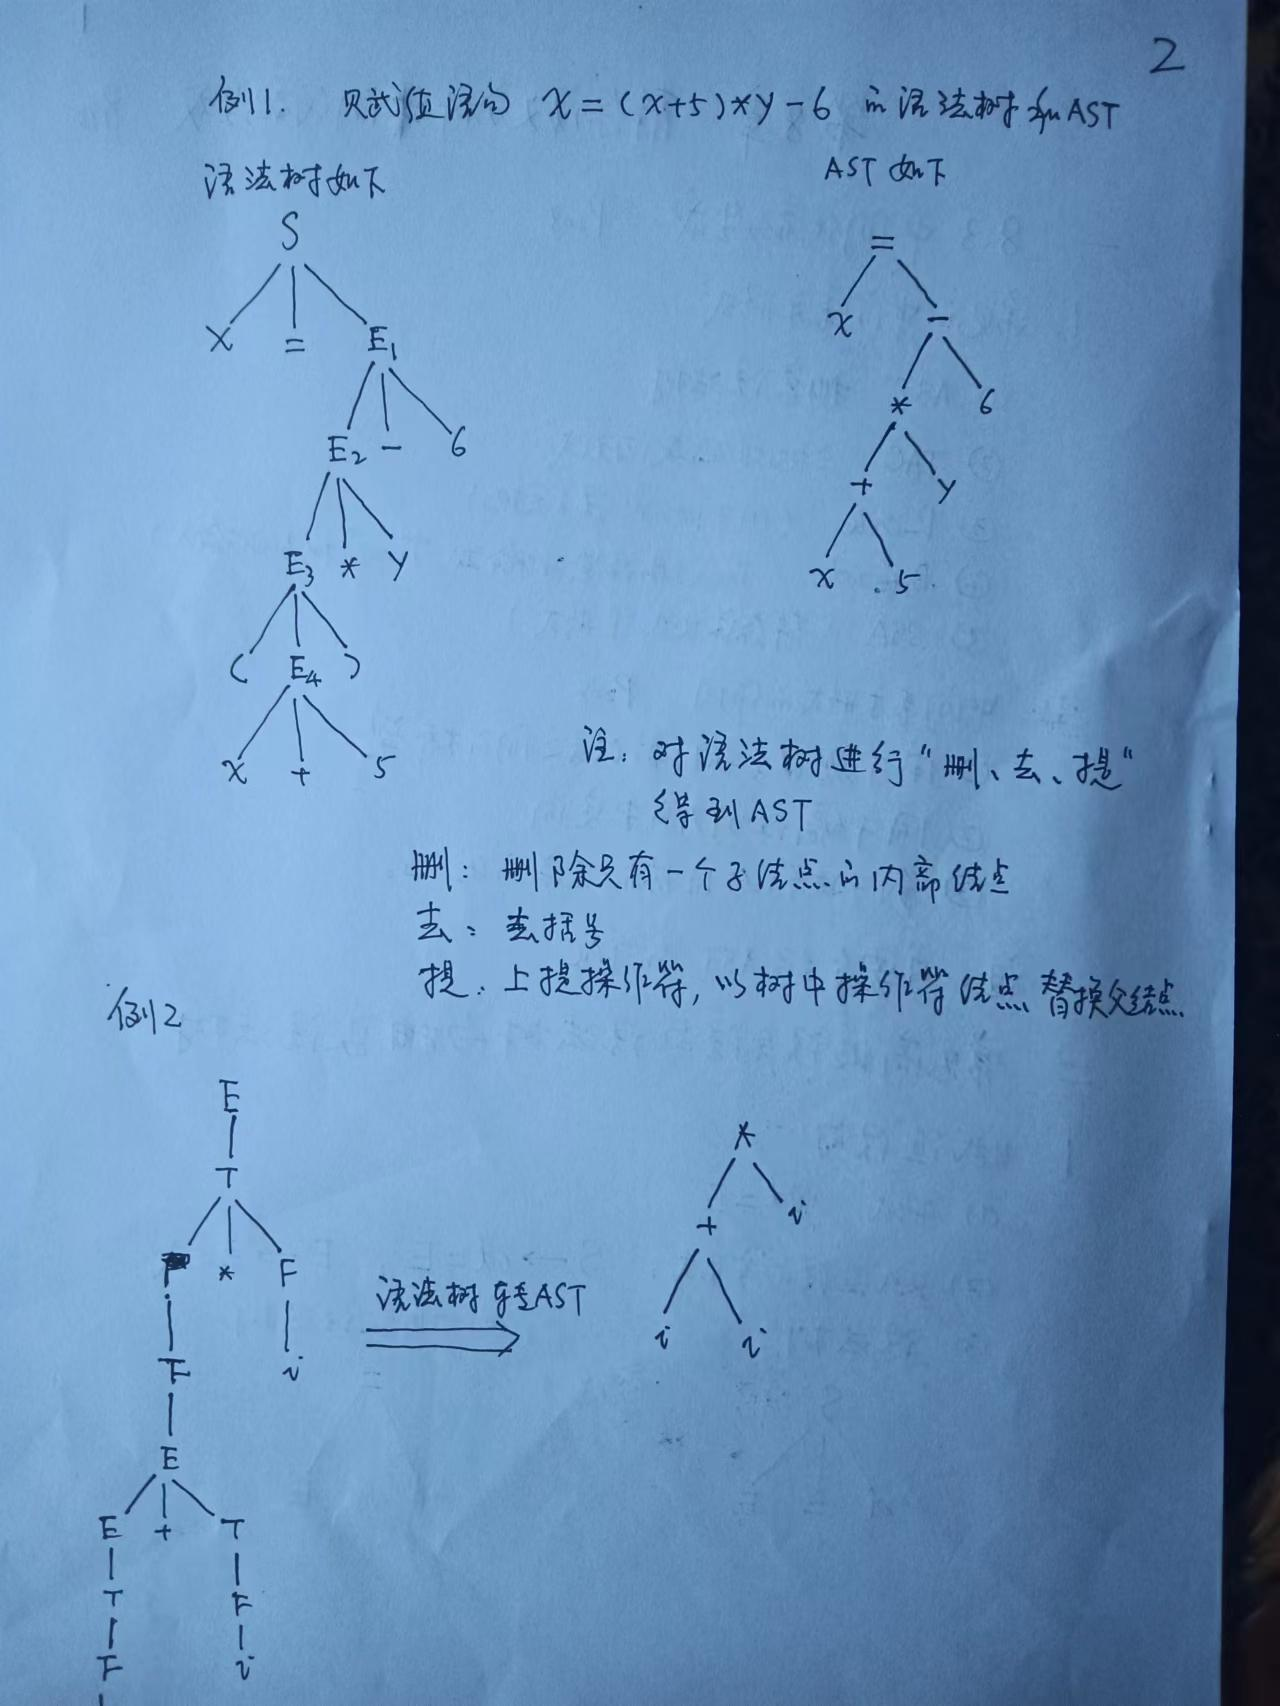 2
例1. 赋值语句 x=(x+5)*y-6 的语法树和AST
语法树如下
AST 如下
S
X = E1
E2 - 6
E3 * y
( E4 )
x + 5
=
x -
* 6
+ y
x 5
注: 对语法树进行"删、去、提"
得到AST
删: 删除只有一个子结点的内部结点
去: 去括号
提: 上提操作符, 以树中操作符结点替换父结点
例2
E
T
* F
i
F
E
E + T
T F
F i
语法树转至AST
*
+ i
i i